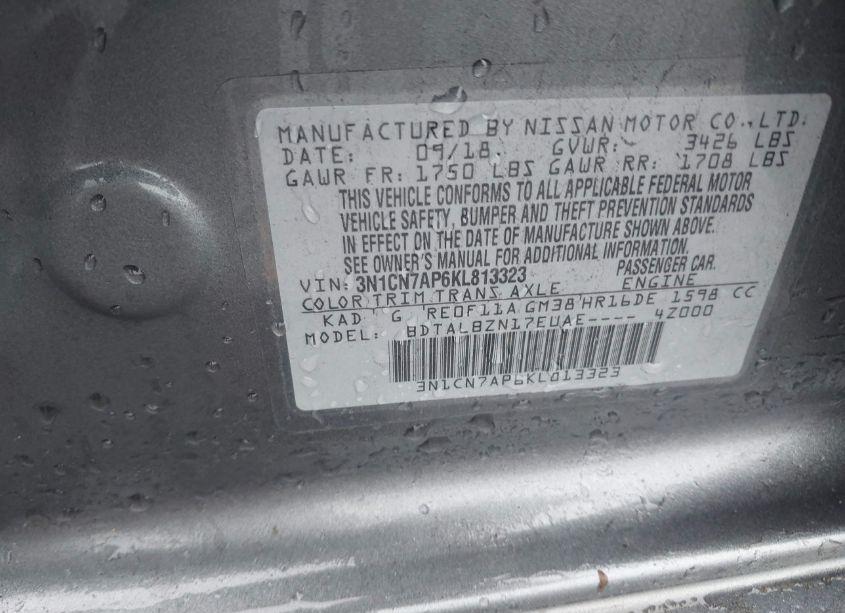 MANUFACTURED BY NISSAN MOTOR CO.,LTD.
DATE: 09/18 GVWR: 3426 LBS
GAWR FR: 1750 LBS GAWR RR: 1708 LBS
THIS VEHICLE CONFORMS TO ALL APPLICABLE FEDERAL MOTOR
VEHICLE SAFETY, BUMPER AND THEFT PREVENTION STANDARDS
IN EFFECT ON THE DATE OF MANUFACTURE SHOWN ABOVE.
SEE OWNER'S MANUAL FOR ADDITIONAL INFORMATION.
VIN: 3N1CN7AP6KL813323 PASSENGER CAR.
COLOR TRIM TRANS AXLE ENGINE
KAD G RE0F11A GM38 HR16DE 1598 CC
MODEL: BDTALBZN17EUAE---- 4Z000
3N1CN7AP6KL813323